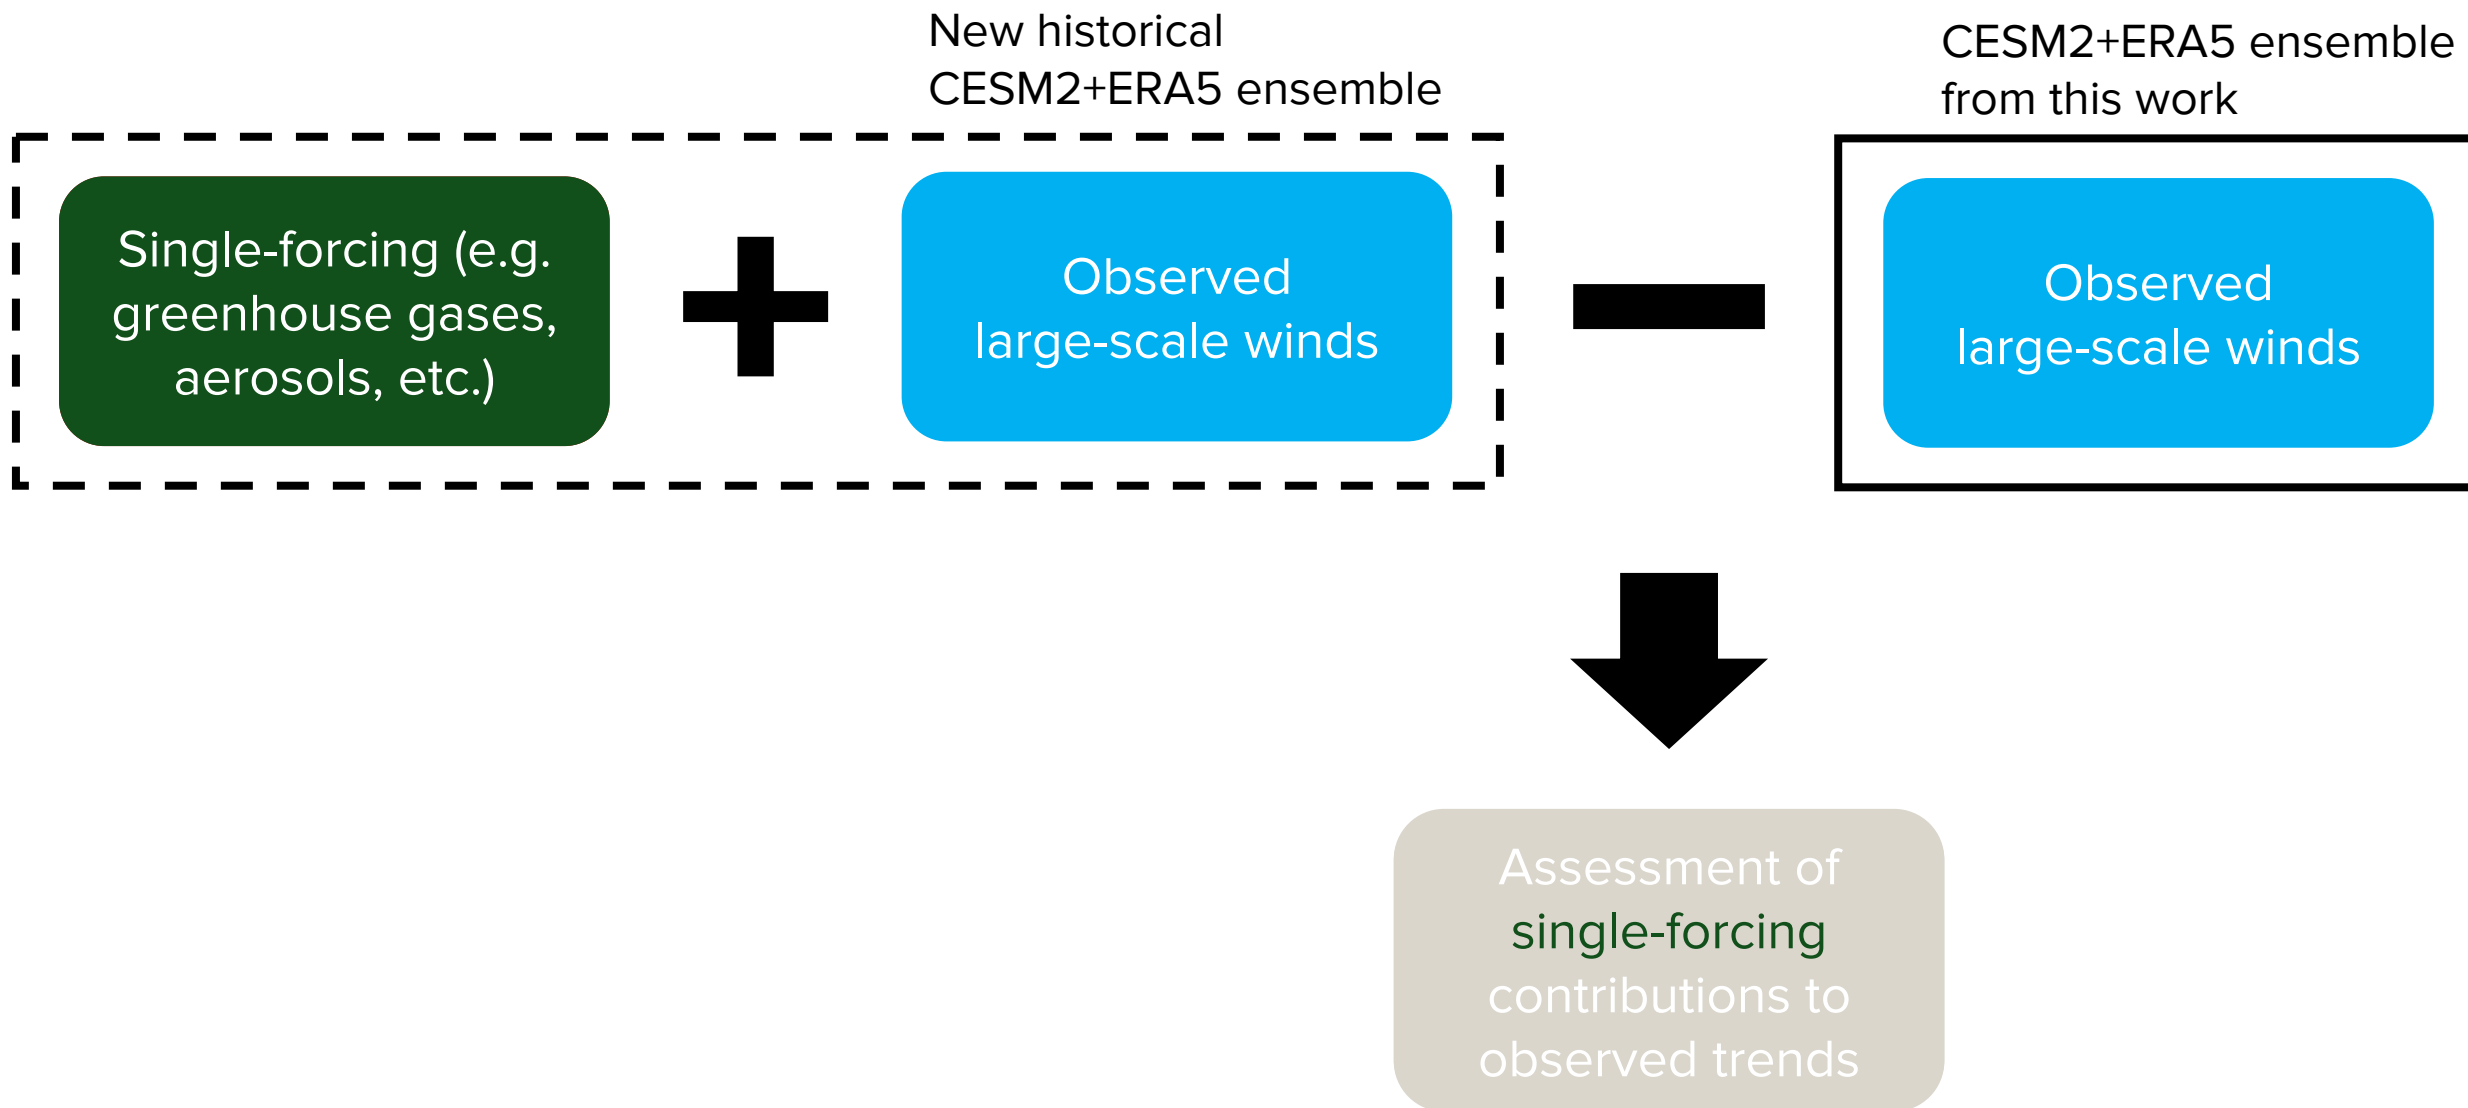 New historical
CESM2+ERA5 ensemble
CESM2+ERA5 ensemble
from this work
Single-forcing (e.g.
greenhouse gases,
aerosols, etc.)
Observed
large-scale winds
Observed
large-scale winds
Assessment of
single-forcing
contributions to
observed trends